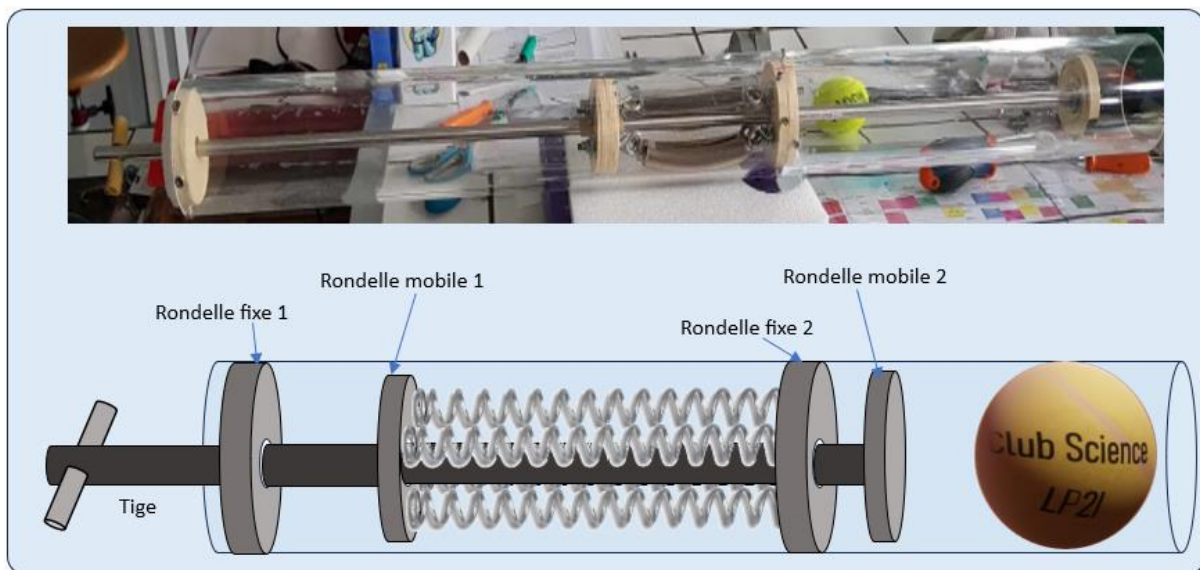 Rondelle mobile 1
Rondelle mobile 2
Rondelle fixe 1
Rondelle fixe 2
Tige
Club Science
LP2I